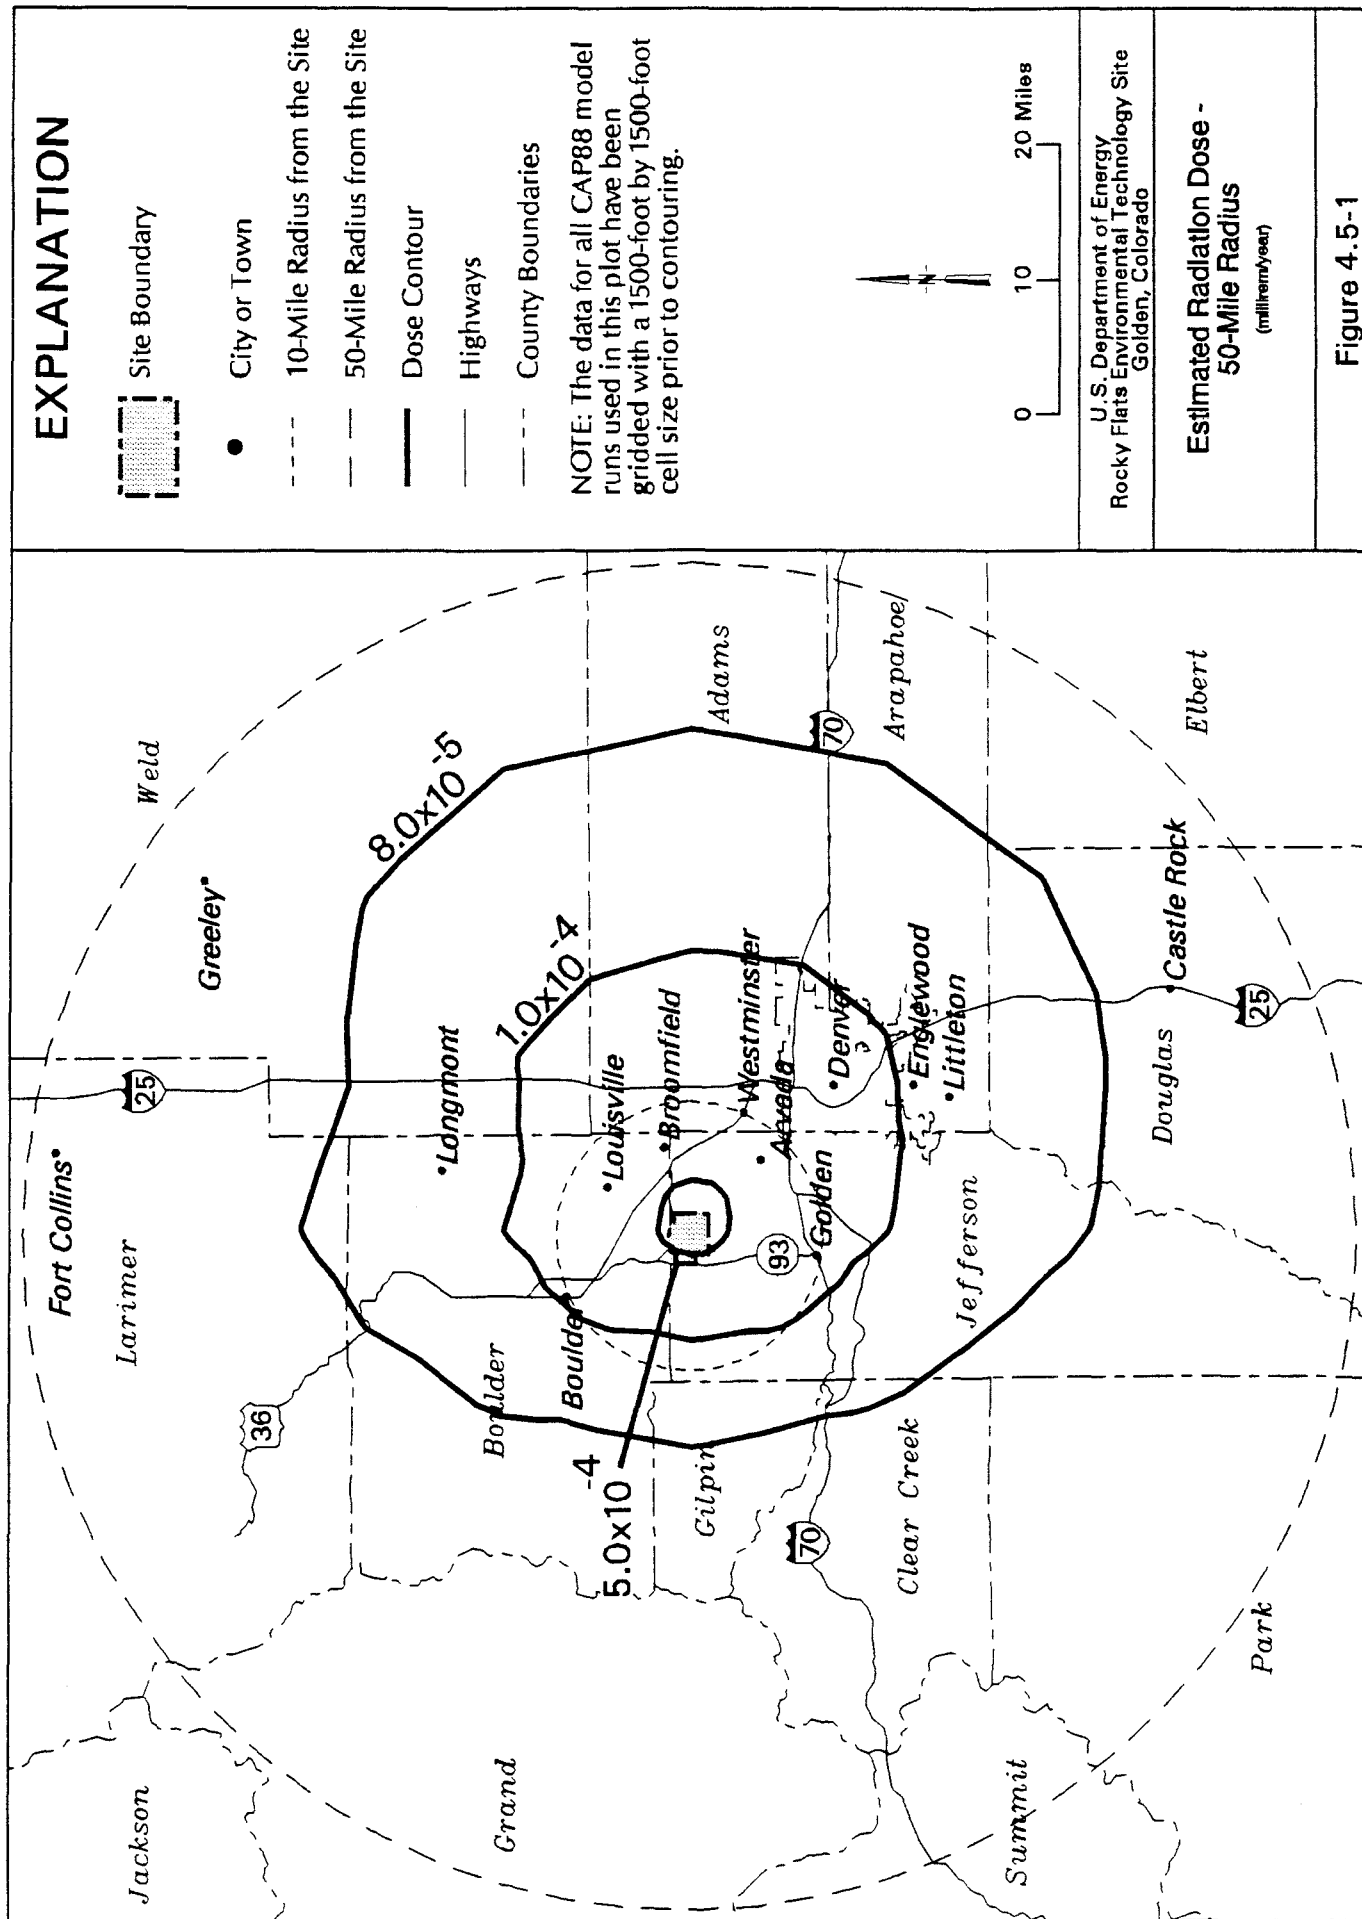 EXPLANATION
Site Boundary
City or Town
10-Mile Radius from the Site
50-Mile Radius from the Site
Dose Contour
Highways
County Boundaries
NOTE: The data for all CAP88 model
runs used in this plot have been
gridded with a 1500-foot by 1500-foot
cell size prior to contouring.
N
0 10 20 Miles
U.S. Department of Energy
Rocky Flats Environmental Technology Site
Golden, Colorado
Estimated Radiation Dose -
50-Mile Radius
(millirem/year)
Figure 4.5-1
Jackson
Larimer
Fort Collins
25
Weld
Greeley
36
8.0x10-5
Longmont
Boulder
Grand
1.0x10-4
Boulder
Louisville
5.0x10-4
Broomfield
Gilpin
Adams
Westminster
Arvada
93
70
Golden
Denver
70
Clear Creek
Englewood
Arapahoe
Littleton
Jefferson
Summit
Douglas
Castle Rock
Elbert
25
Park